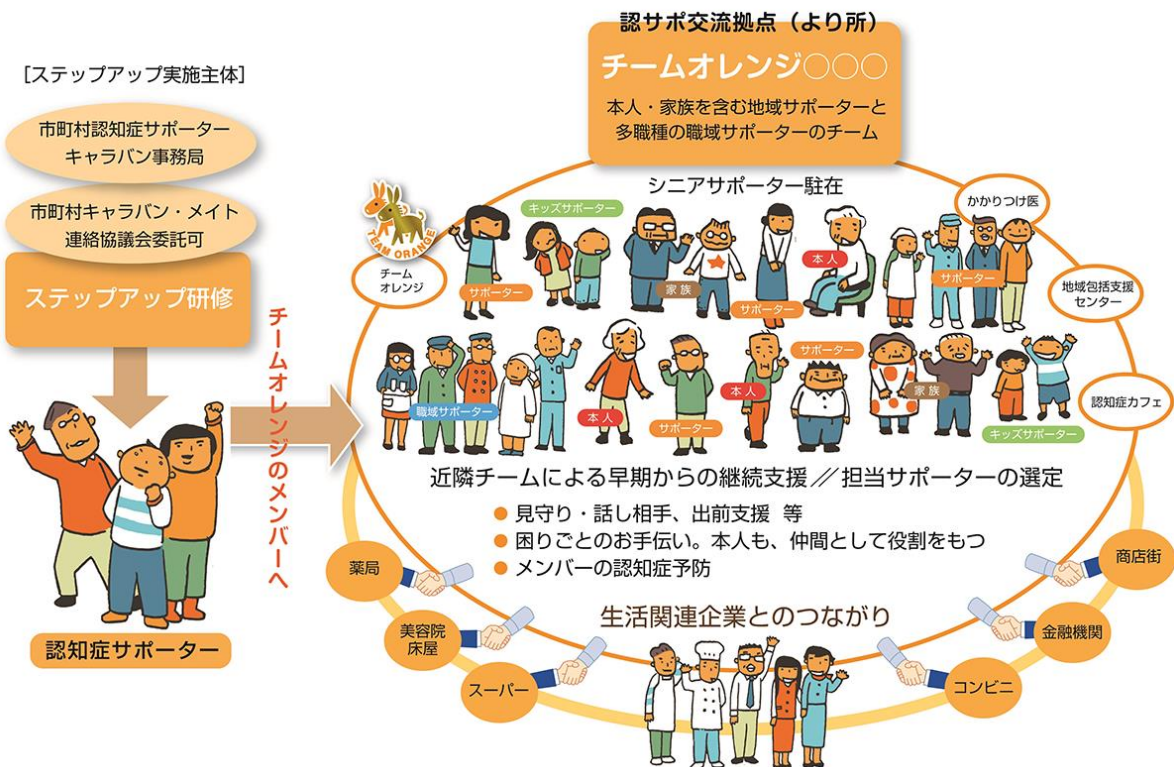 [ステップアップ実施主体]
市町村認知症サポーター
キャラバン事務局
市町村キャラバン・メイト
連絡協議会委託可
ステップアップ研修
チームオレンジのメンバーへ
認知症サポーター
認サポ交流拠点（より所）
チームオレンジ○○○
本人・家族を含む地域サポーターと
多職種の職域サポーターのチーム
シニアサポーター駐在
TEAM ORANGE
チーム
オレンジ
かかりつけ医
地域包括支援
センター
認知症カフェ
キッズサポーター
サポーター
家族
サポーター
本人
サポーター
職域サポーター
本人
サポーター
本人
サポーター
家族
キッズサポーター
近隣チームによる早期からの継続支援／／担当サポーターの選定
● 見守り・話し相手、出前支援 等
● 困りごとのお手伝い。本人も、仲間として役割をもつ
● メンバーの認知症予防
生活関連企業とのつながり
薬局
美容院
床屋
スーパー
コンビニ
金融機関
商店街